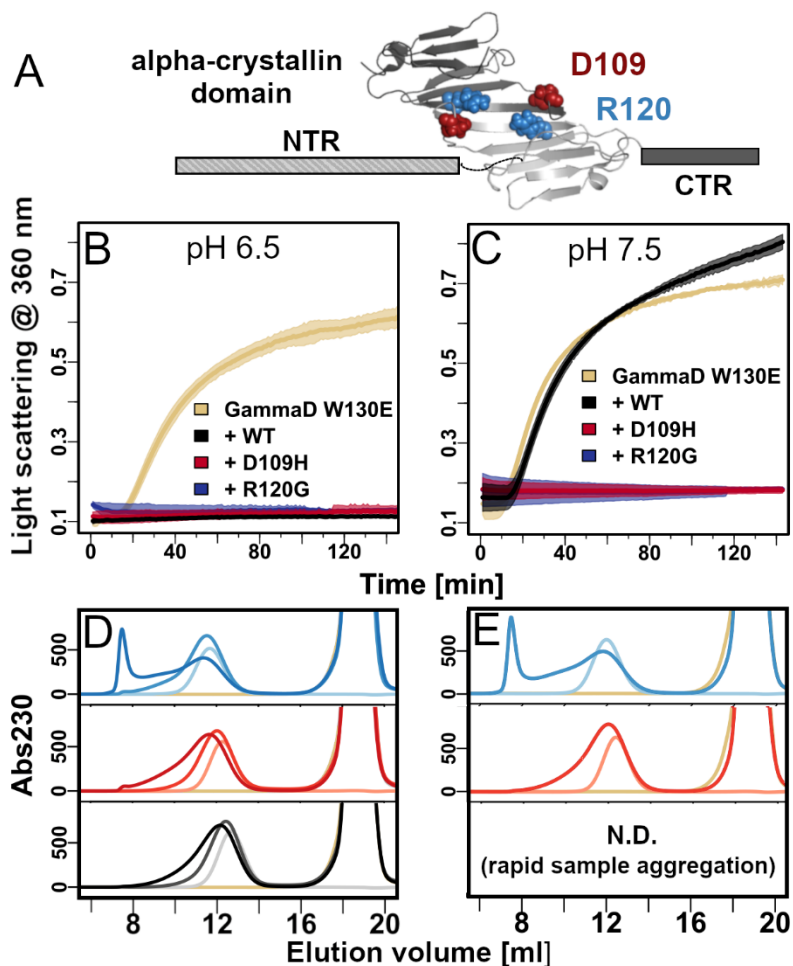 A
alpha-crystallin
domain
D109
R120
NTR
CTR
B
pH 6.5
Light scattering @ 360 nm
0.7
0.5
0.3
0.1
GammaD W130E
+ WT
+ D109H
+ R120G
0
40
80
120
C
pH 7.5
0.7
0.5
0.3
0.1
GammaD W130E
+ WT
+ D109H
+ R120G
0
40
80
120
Time [min]
D
Abs230
500
0
500
0
500
0
8
12
16
20
E
500
0
500
0
N.D.
(rapid sample aggregation)
8
12
16
20
Elution volume [ml]